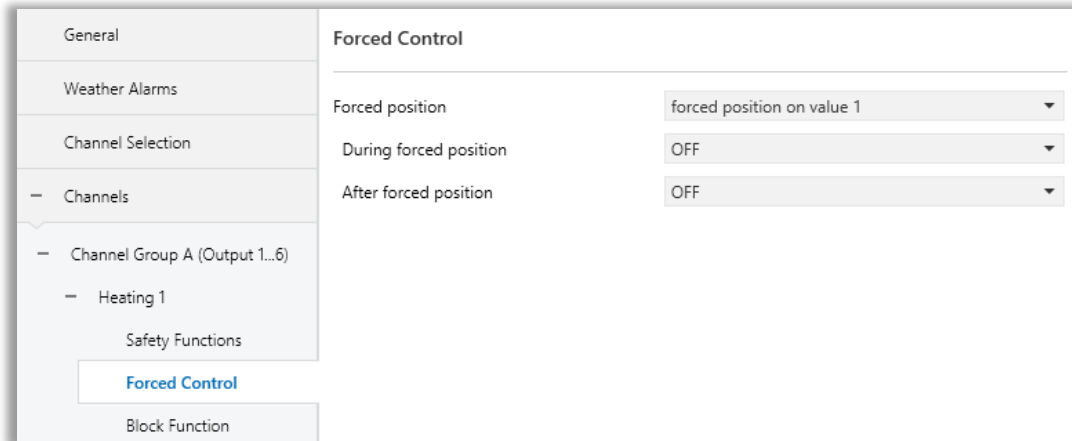 General
Weather Alarms
Channel Selection
Channels
Channel Group A (Output 1...6)
Heating 1
Safety Functions
Forced Control
Block Function
Forced Control
Forced position forced position on value 1
During forced position OFF
After forced position OFF